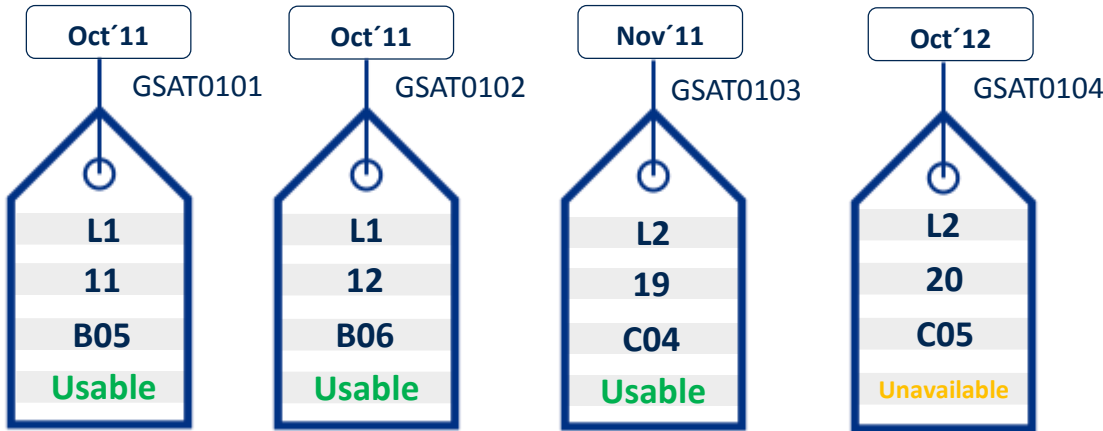 Oct´11
GSAT0101
L1
11
B05
Usable
Oct´11
GSAT0102
L1
12
B06
Usable
Nov´11
GSAT0103
L2
19
C04
Usable
Oct´12
GSAT0104
L2
20
C05
Unavailable